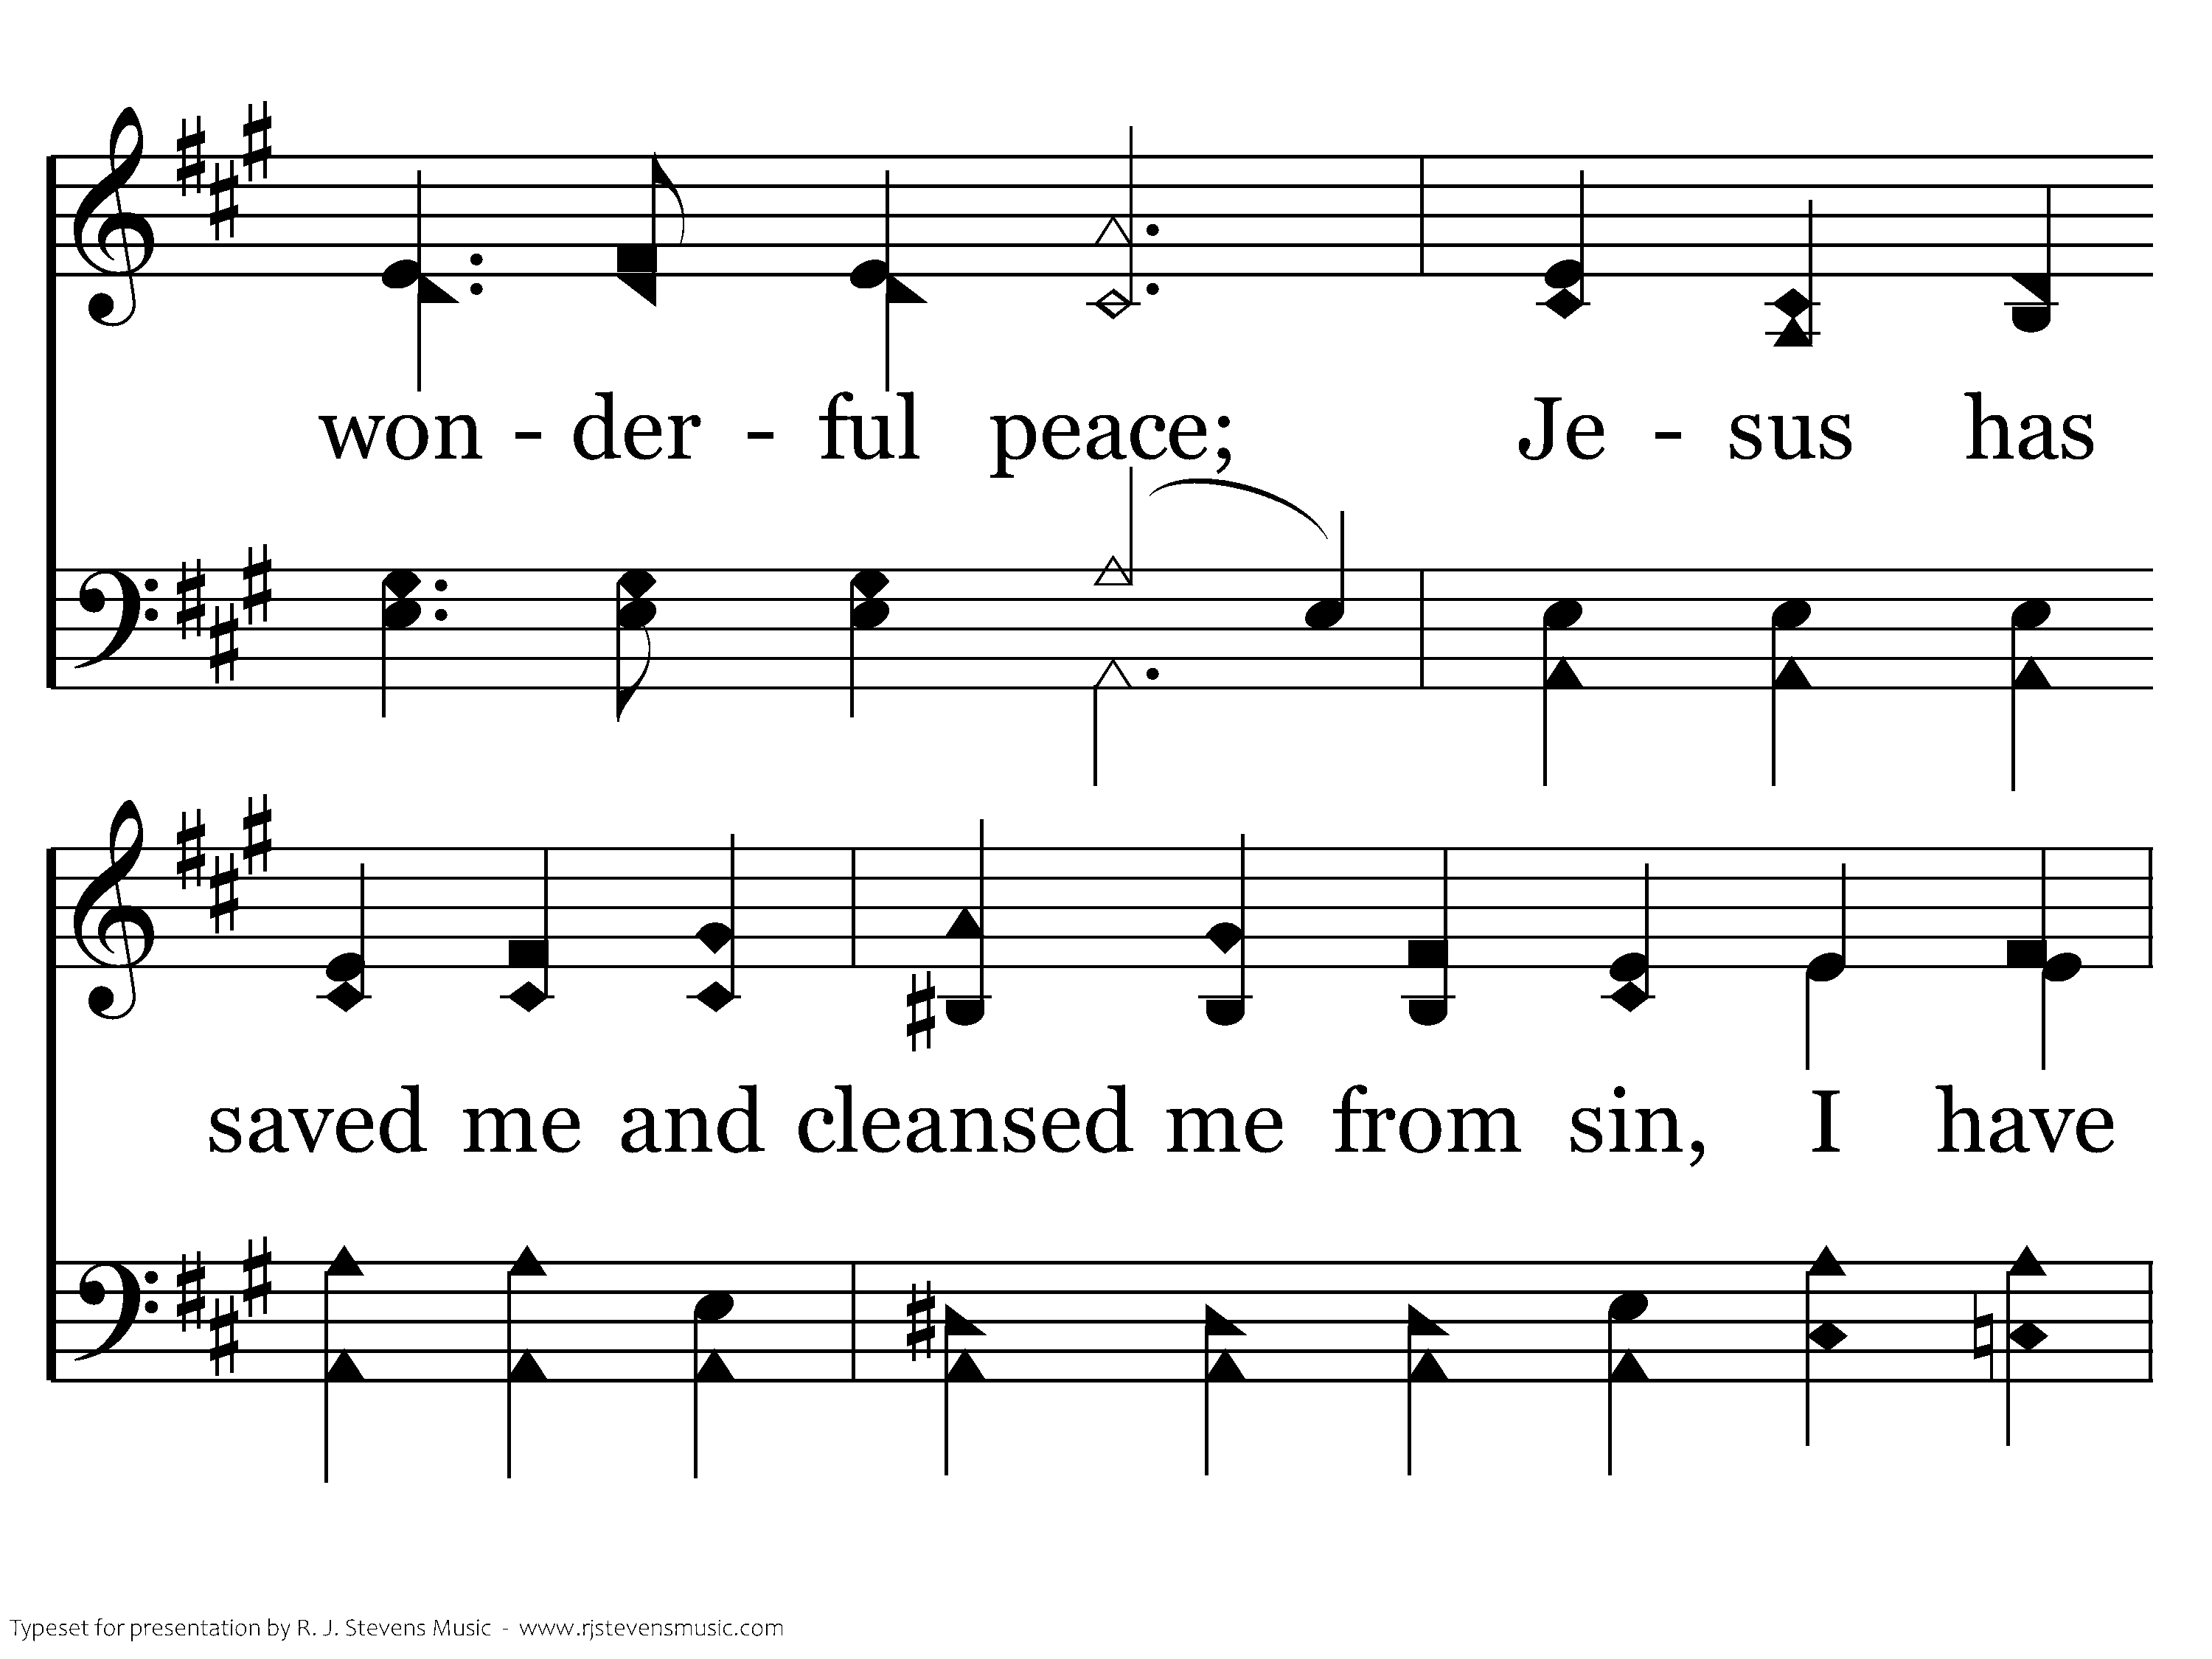 won - der - ful peace; Je - sus has
saved me and cleansed me from sin, I have
Typeset for presentation by R. J. Stevens Music - www.rjstevensmusic.com